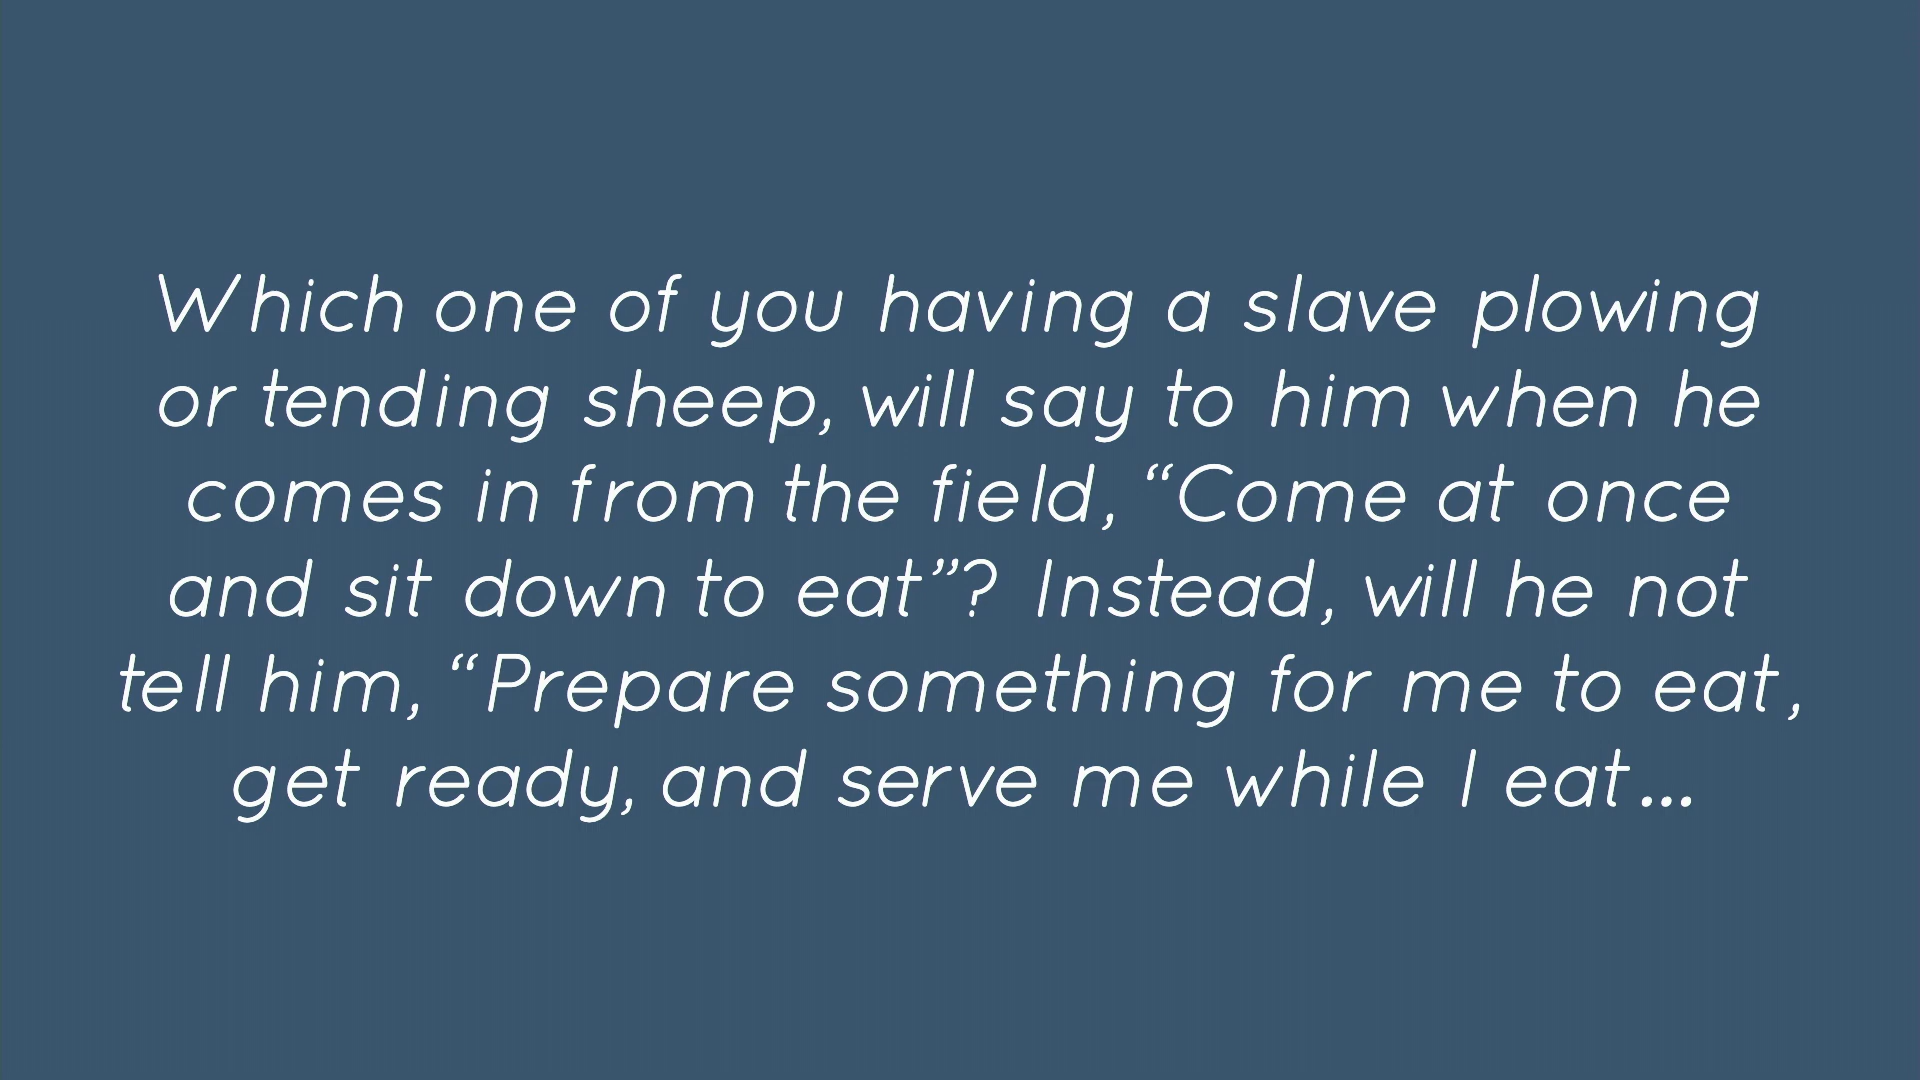 Which one of you having a slave plowing
or tending sheep, will say to him when he
comes in from the field, “Come at once
and sit down to eat”? Instead, will he not
tell him, “Prepare something for me to eat,
get ready, and serve me while I eat...